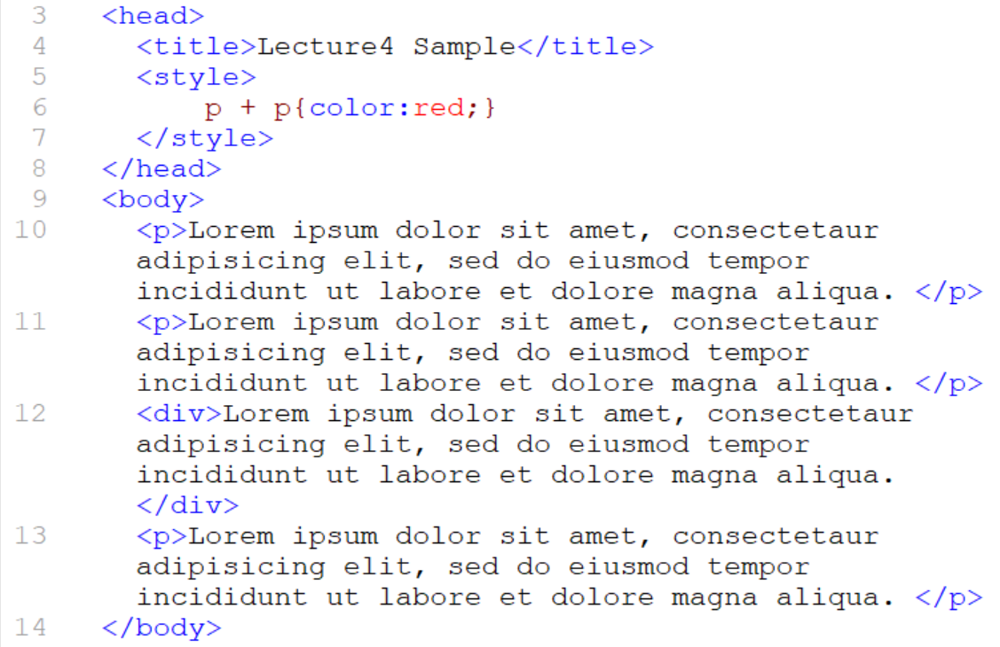 3 <head>
4 <title>Lecture4 Sample</title>
5 <style>
6 p + p{color:red;}
7 </style>
8 </head>
9 <body>
10 <p>Lorem ipsum dolor sit amet, consectetaur
adipisicing elit, sed do eiusmod tempor
incididunt ut labore et dolore magna aliqua. </p>
11 <p>Lorem ipsum dolor sit amet, consectetaur
adipisicing elit, sed do eiusmod tempor
incididunt ut labore et dolore magna aliqua. </p>
12 <div>Lorem ipsum dolor sit amet, consectetaur
adipisicing elit, sed do eiusmod tempor
incididunt ut labore et dolore magna aliqua.
</div>
13 <p>Lorem ipsum dolor sit amet, consectetaur
adipisicing elit, sed do eiusmod tempor
incididunt ut labore et dolore magna aliqua. </p>
14 </body>